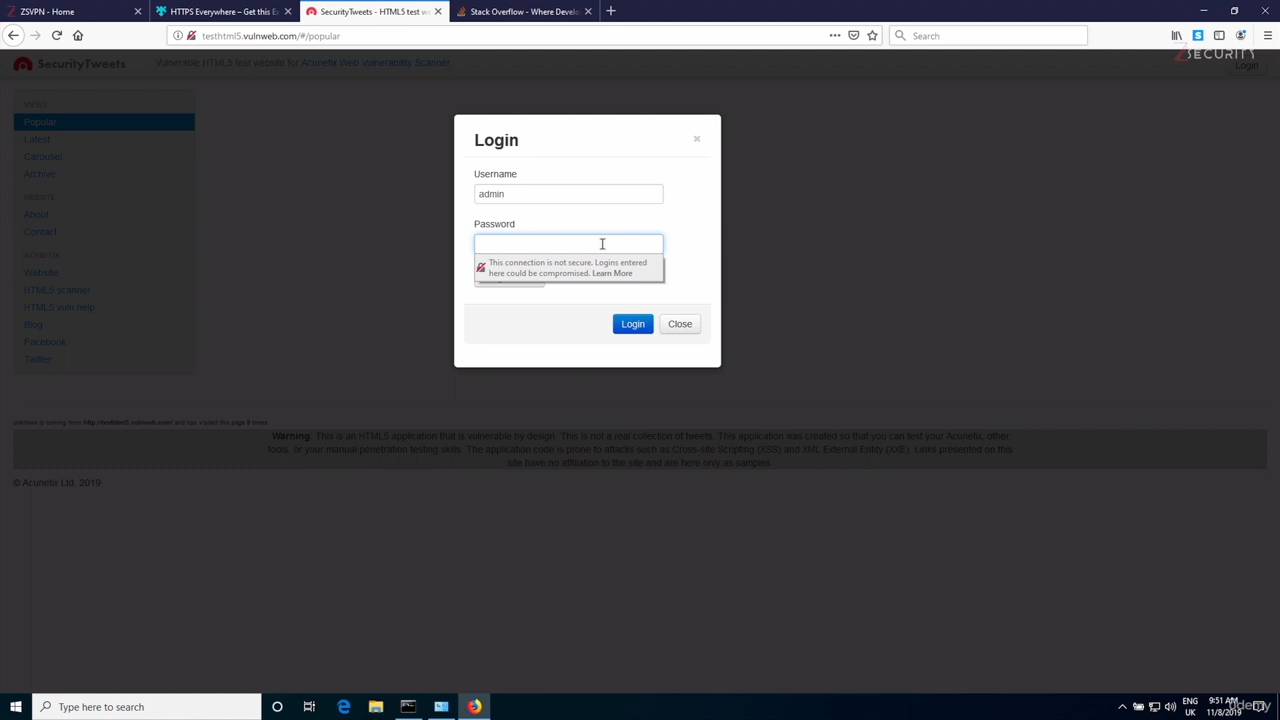 ZSVPN - Home
HTTPS Everywhere – Get this Ex
SecurityTweets - HTML5 test we
Stack Overflow - Where Develo
testhtml5.vulnweb.com/#/popular
Search
ZSECURITY
SecurityTweets
Vulnerable HTML5 test website for Acunetix Web Vulnerability Scanner.
Login
VIEWS
Popular
Latest
Carousel
Archive
WEBSITE
About
Contact
ACUNETIX
Website
HTML5 scanner
HTML5 vuln help
Blog
Facebook
Twitter
Login
×
Username
admin
Password
This connection is not secure. Logins entered
here could be compromised. Learn More
Login
Close
unknown is coming from http://testhtml5.vulnweb.com/ and has visited this page 9 times.
Warning: This is an HTML5 application that is vulnerable by design. This is not a real collection of tweets. This application was created so that you can test your Acunetix, other
tools, or your manual penetration testing skills. The application code is prone to attacks such as Cross-site Scripting (XSS) and XML External Entity (XXE). Links presented on this
site have no affiliation to the site and are here only as samples.
© Acunetix Ltd. 2019
Type here to search
ENG
UK
9:51 AM
11/8/2019
Udemy